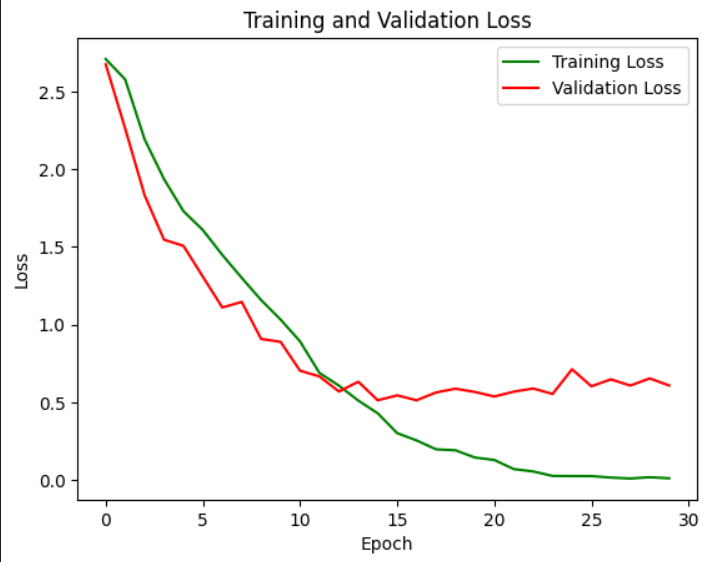 Training and Validation Loss
Training Loss
Validation Loss
2.5
2.0
1.5
1.0
0.5
0.0
Loss
0 5 10 15 20 25 30
Epoch